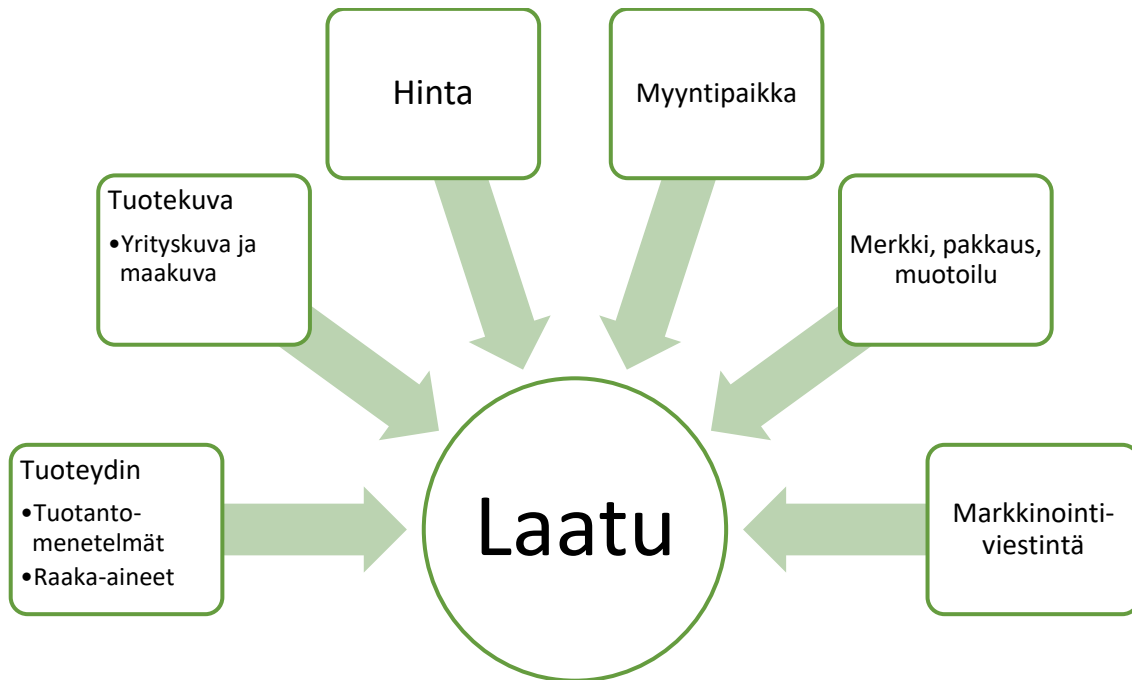 Hinta
Myyntipaikka
Tuotekuva
•Yrityskuva ja
maakuva
Merkki, pakkaus,
muotoilu
Tuoteydin
•Tuotanto-
menetelmät
•Raaka-aineet
Laatu
Markkinointi-
viestintä